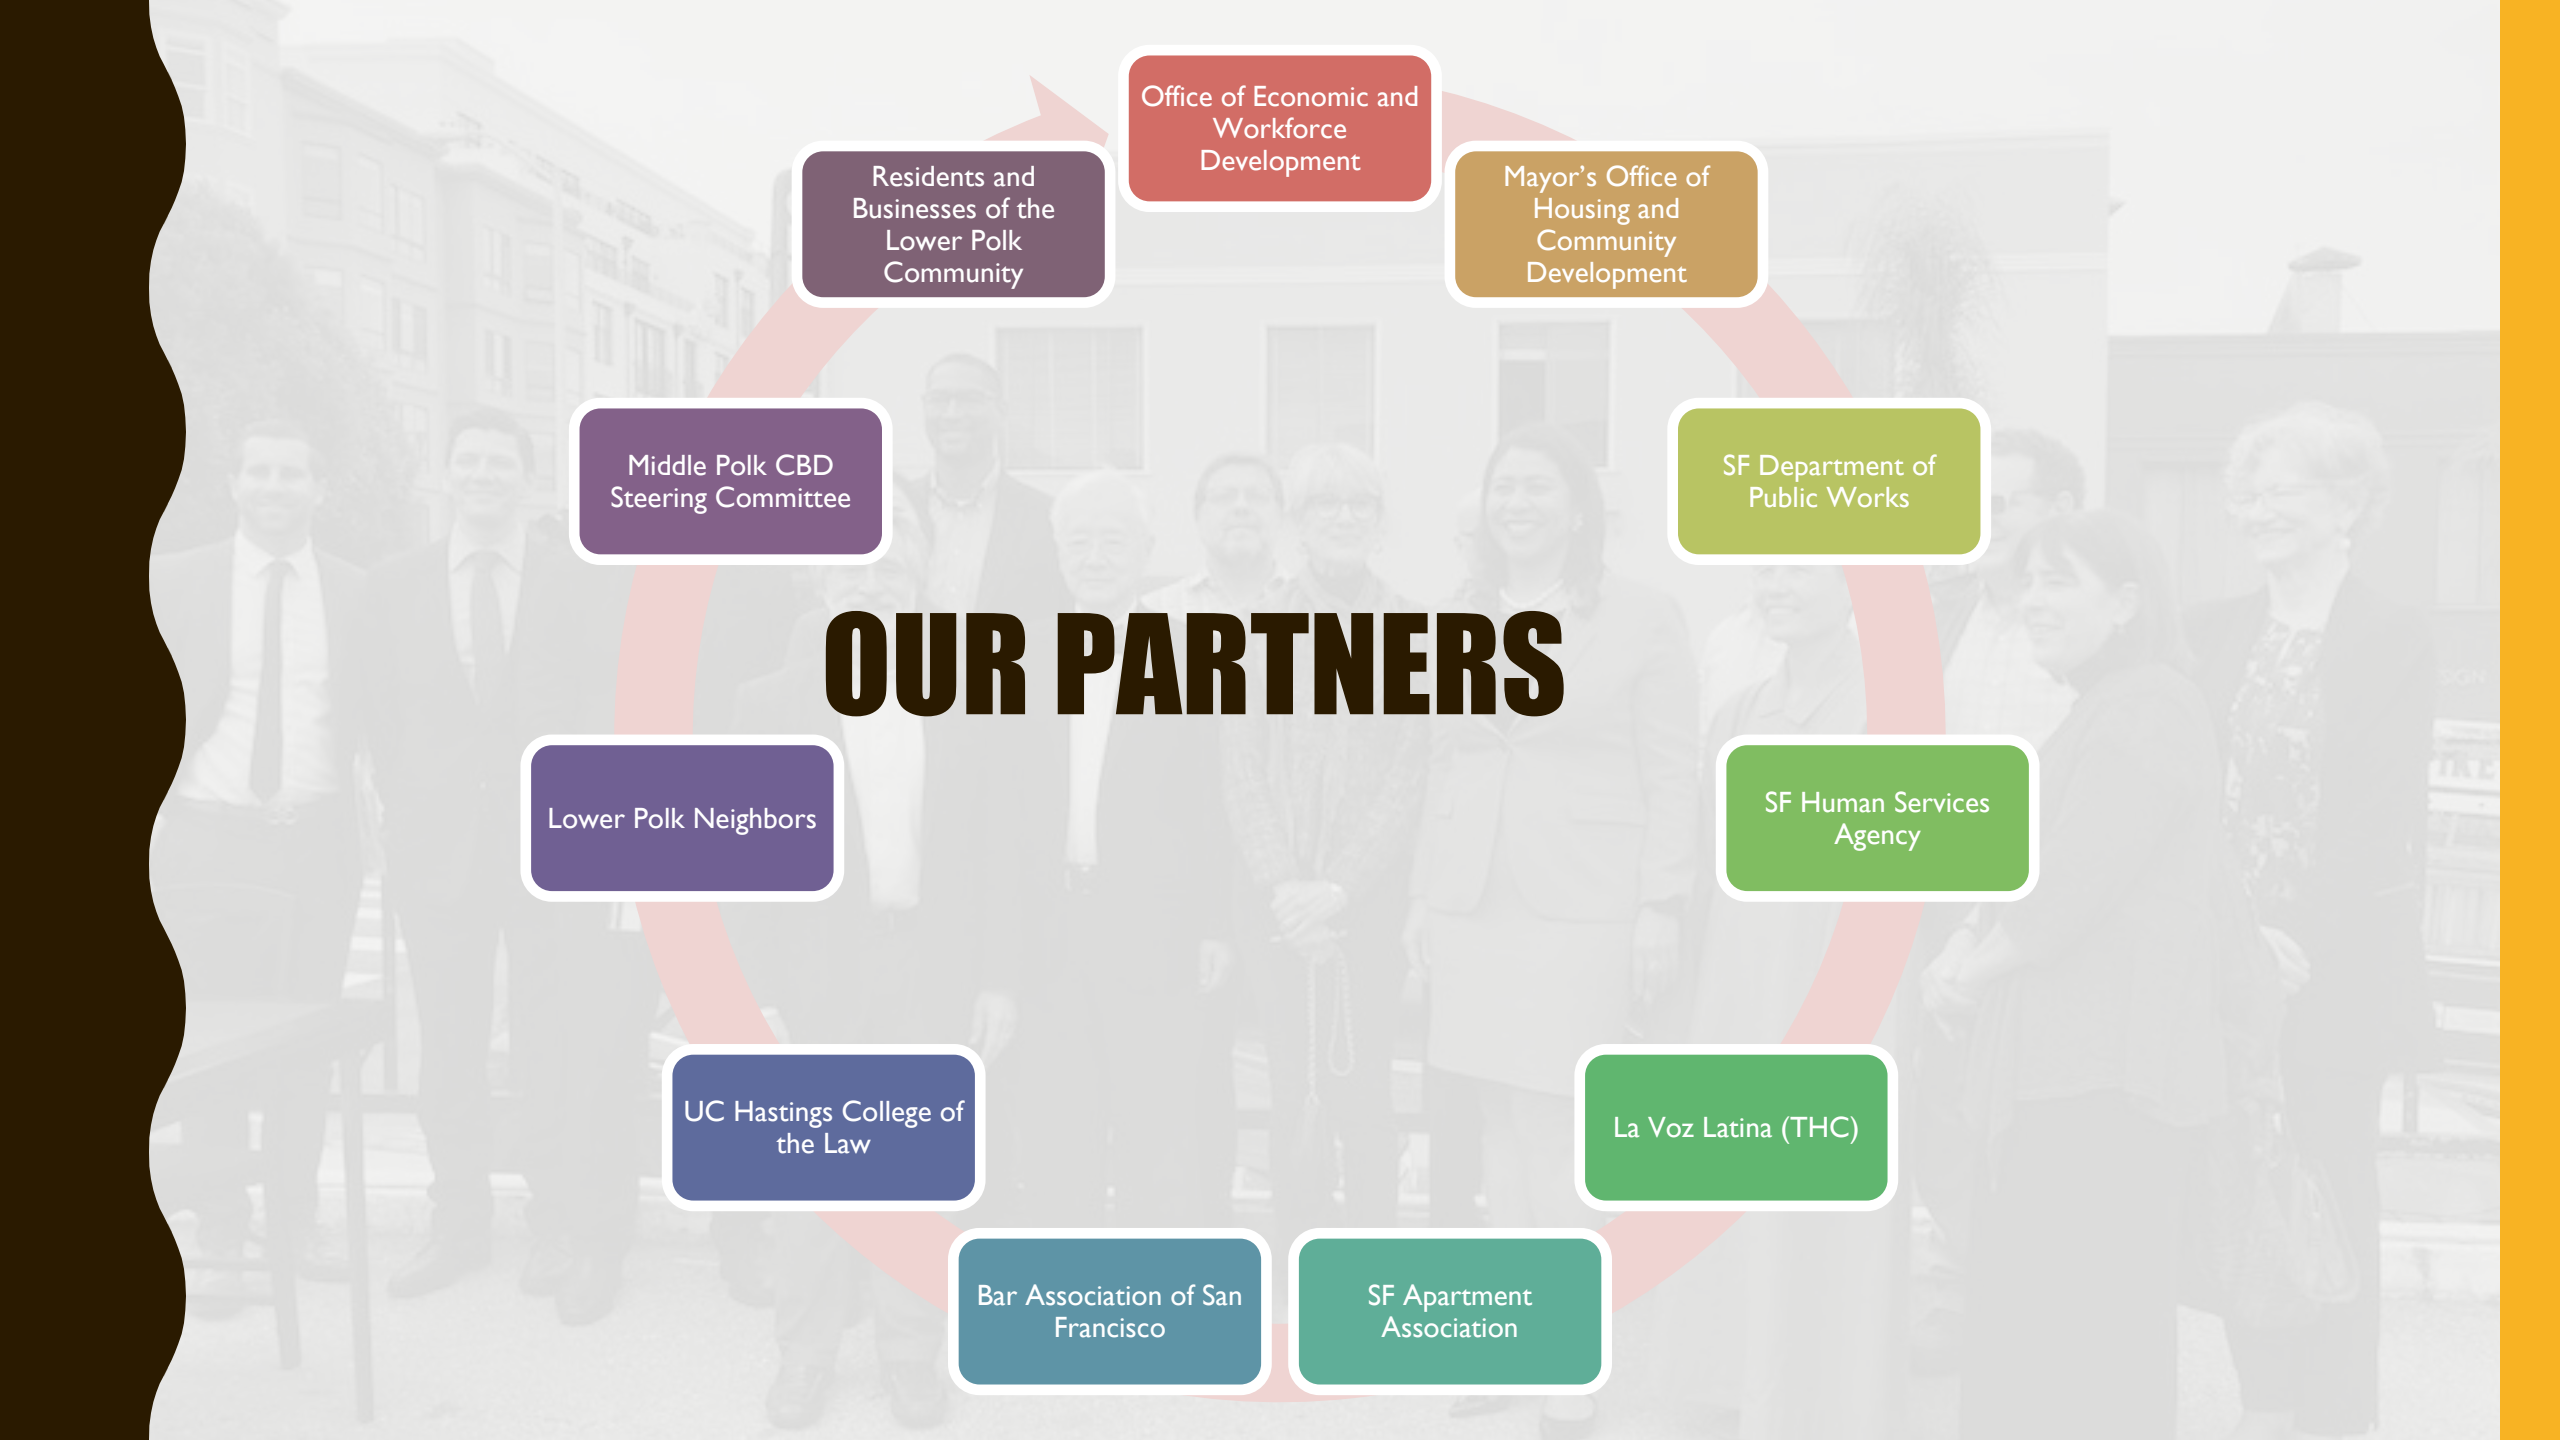 Office of Economic and
Workforce
Development
Mayor’s Office of
Housing and
Community
Development
SF Department of
Public Works
SF Human Services
Agency
La Voz Latina (THC)
SF Apartment
Association
Bar Association of San
Francisco
UC Hastings College of
the Law
Lower Polk Neighbors
Middle Polk CBD
Steering Committee
Residents and
Businesses of the
Lower Polk
Community
OUR PARTNERS